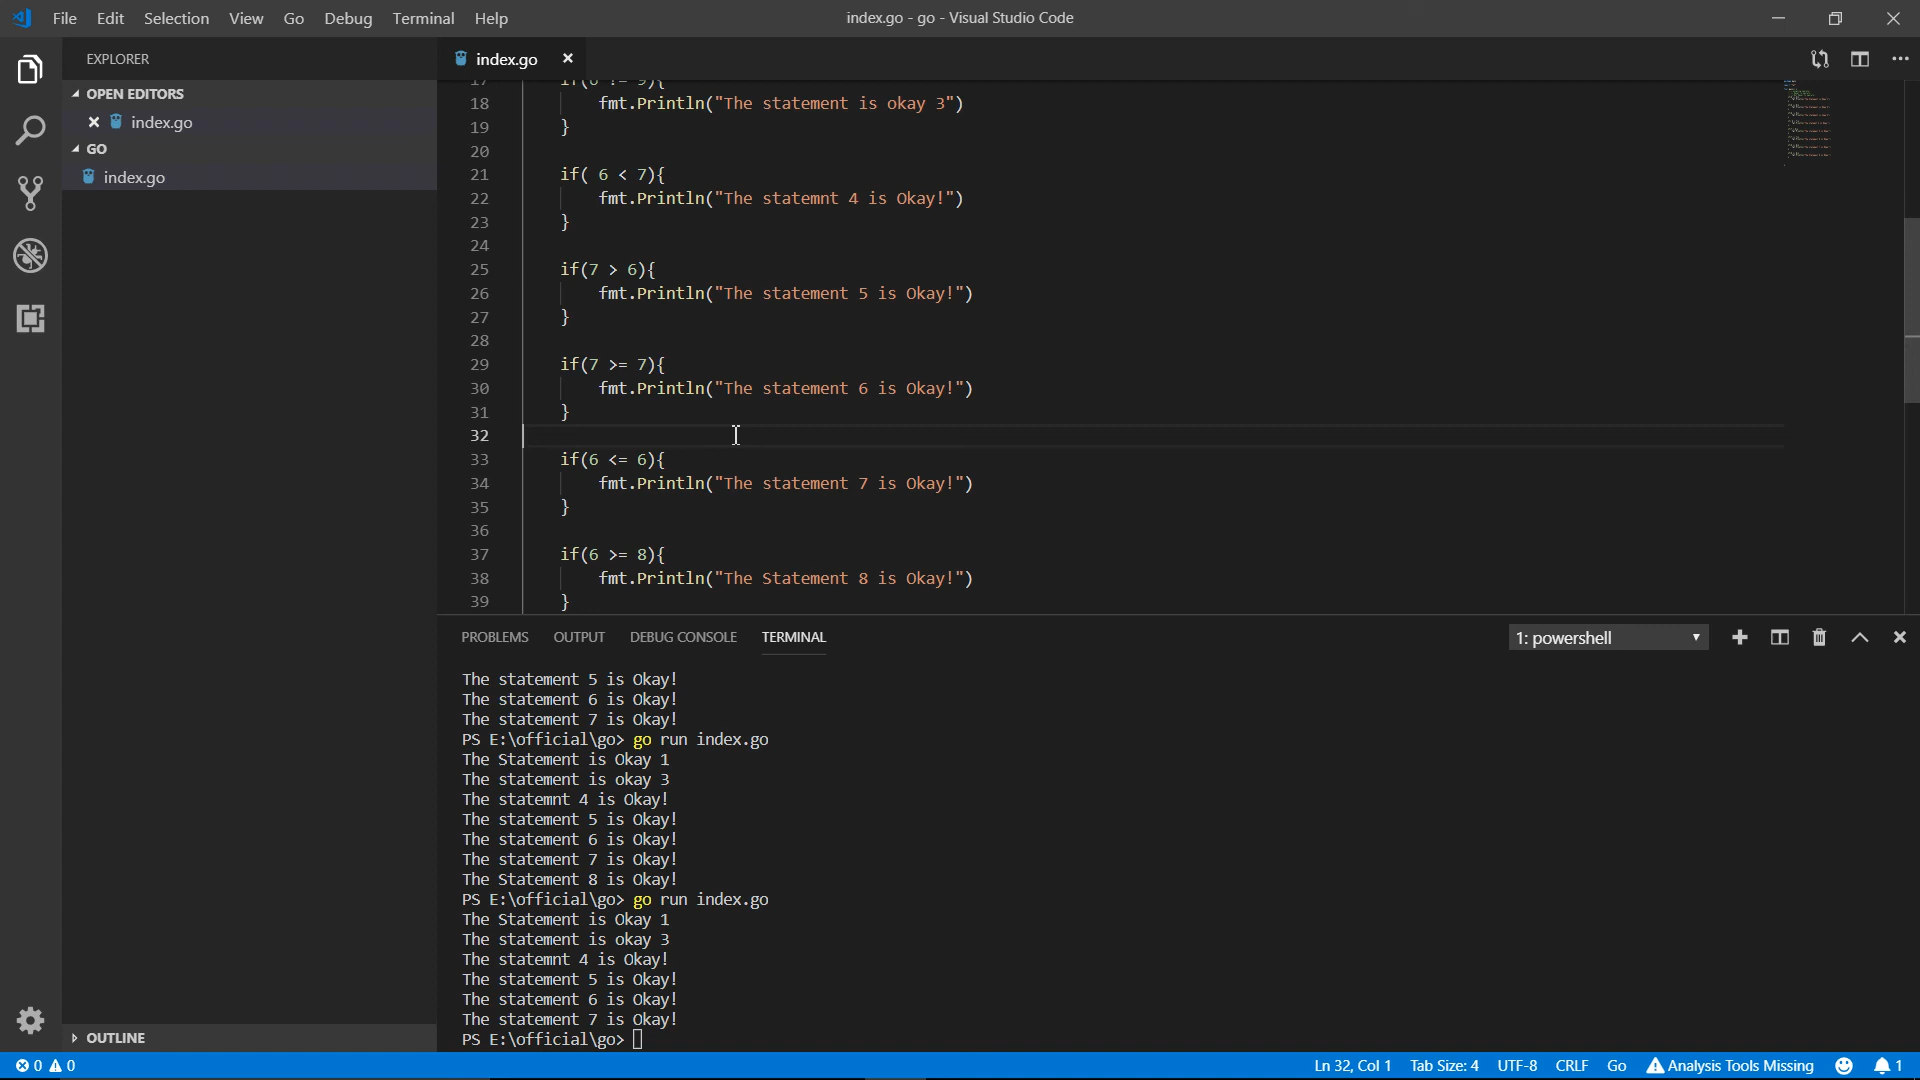 File Edit Selection View Go Debug Terminal Help
index.go - go - Visual Studio Code
EXPLORER
OPEN EDITORS
index.go
GO
index.go
OUTLINE
index.go
18 fmt.Println("The statement is okay 3")
19 }
20
21 if( 6 < 7){
22 fmt.Println("The statemnt 4 is Okay!")
23 }
24
25 if(7 > 6){
26 fmt.Println("The statement 5 is Okay!")
27 }
28
29 if(7 >= 7){
30 fmt.Println("The statement 6 is Okay!")
31 }
32
33 if(6 <= 6){
34 fmt.Println("The statement 7 is Okay!")
35 }
36
37 if(6 >= 8){
38 fmt.Println("The Statement 8 is Okay!")
39 }
PROBLEMS OUTPUT DEBUG CONSOLE TERMINAL
1: powershell
The statement 5 is Okay!
The statement 6 is Okay!
The statement 7 is Okay!
PS E:\official\go> go run index.go
The Statement is Okay 1
The statement is okay 3
The statemnt 4 is Okay!
The statement 5 is Okay!
The statement 6 is Okay!
The statement 7 is Okay!
The Statement 8 is Okay!
PS E:\official\go> go run index.go
The Statement is Okay 1
The statement is okay 3
The statemnt 4 is Okay!
The statement 5 is Okay!
The statement 6 is Okay!
The statement 7 is Okay!
PS E:\official\go>
0 0
Ln 32, Col 1 Tab Size: 4 UTF-8 CRLF Go Analysis Tools Missing 1